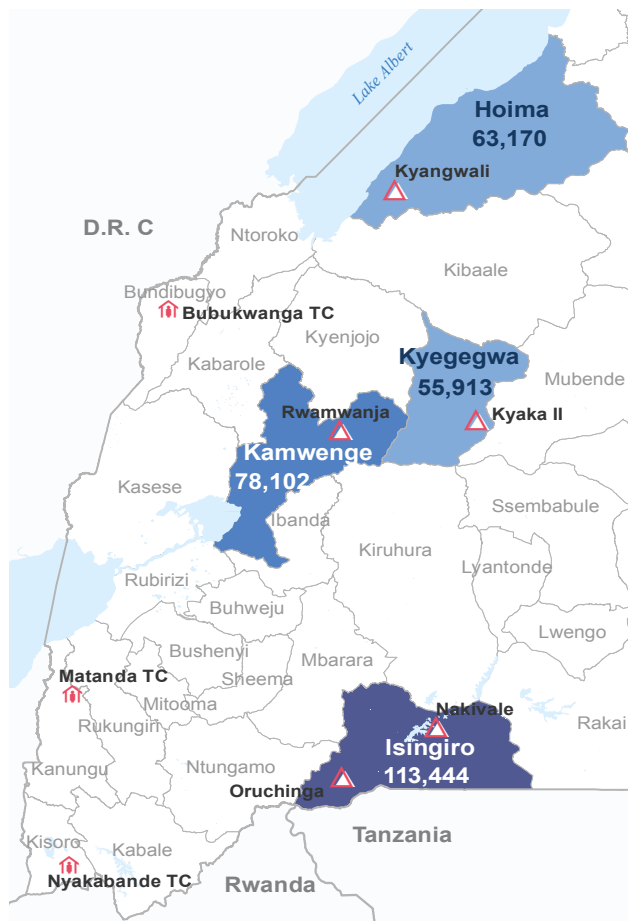 Lake Albert
Hoima
63,170
Kyangwali
D.R. C
Ntoroko
Kibaale
Bundibugyo
Bubukwanga TC
Kyenjojo
Kabarole
Kyegegwa
55,913
Mubende
Rwamwanja
Kyaka II
Kamwenge
78,102
Kasese
Ibanda
Ssembabule
Kiruhura
Lyantonde
Rubirizi
Buhweju
Lwengo
Bushenyi
Mbarara
Matanda TC
Sheema
Mitooma
Nakivale
Rukungiri
Rakai
Isingiro
113,444
Kanungu
Ntungamo
Oruchinga
Kisoro
Kabale
Tanzania
Nyakabande TC
Rwanda